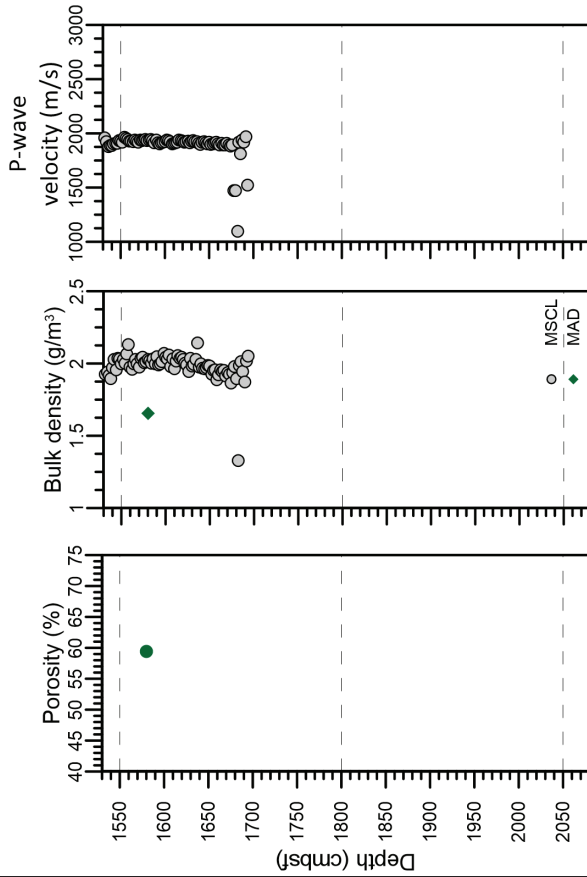 P-wave
velocity (m/s)
1000 1500 2000 2500 3000
Bulk density (g/m³)
1 1.5 2 2.5
MSCL
MAD
Porosity (%)
40 45 50 55 60 65 70 75
1550
1600
1650
1700
1750
1800
1850
1900
1950
2000
2050
Depth (cmbsf)